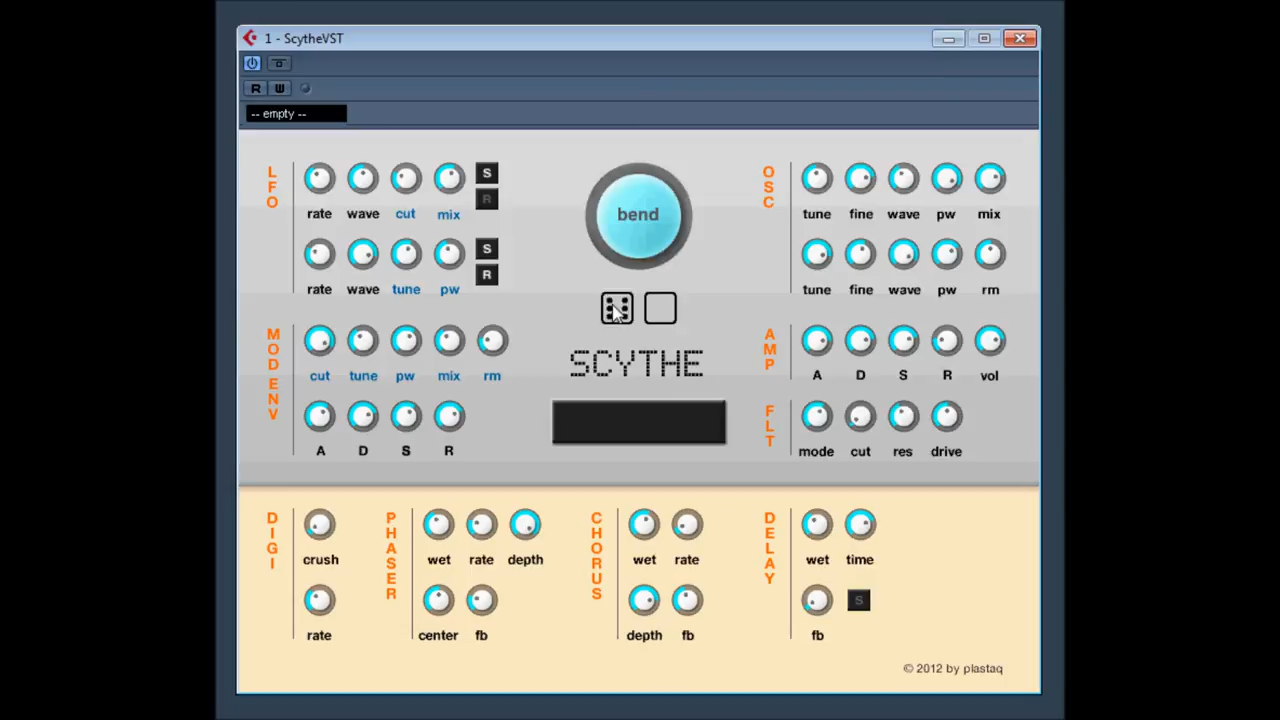 1 - ScytheVST
R W
-- empty --
LFO
rate wave cut mix
S
R
rate wave tune pw
S
R
bend
OSC
tune fine wave pw mix
tune fine wave pw rm
MOD ENV
cut tune pw mix rm
A D S R
SCYTHE
AMP
A D S R vol
FLT
mode cut res drive
DIGI
crush
rate
PHASER
wet rate depth
center fb
CHORUS
wet rate
depth fb
DELAY
wet time
fb
S
© 2012 by plastaq